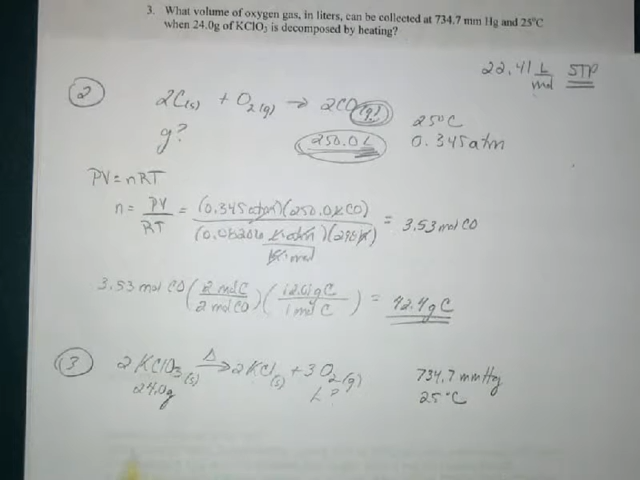 3. What volume of oxygen gas, in liters, can be collected at 734.7 mm Hg and 25°C
when 24.0g of KClO₃ is decomposed by heating?
22.41 L/mol STP
② 2C(s) + O₂(g) → 2CO(g)
25°C
g? 250.0 L 0.345 atm
PV = nRT
n = PV/RT = (0.345 atm)(250.0 L CO)/(0.08206 L·atm/K·mol)(298 K) = 3.53 mol CO
3.53 mol CO (2 mol C/2 mol CO)(12.01 g C/1 mol C) = 42.4 g C
③ 2KClO₃(s) Δ→ 2KCl(s) + 3O₂(g) 734.7 mmHg
24.0g L? 25°C